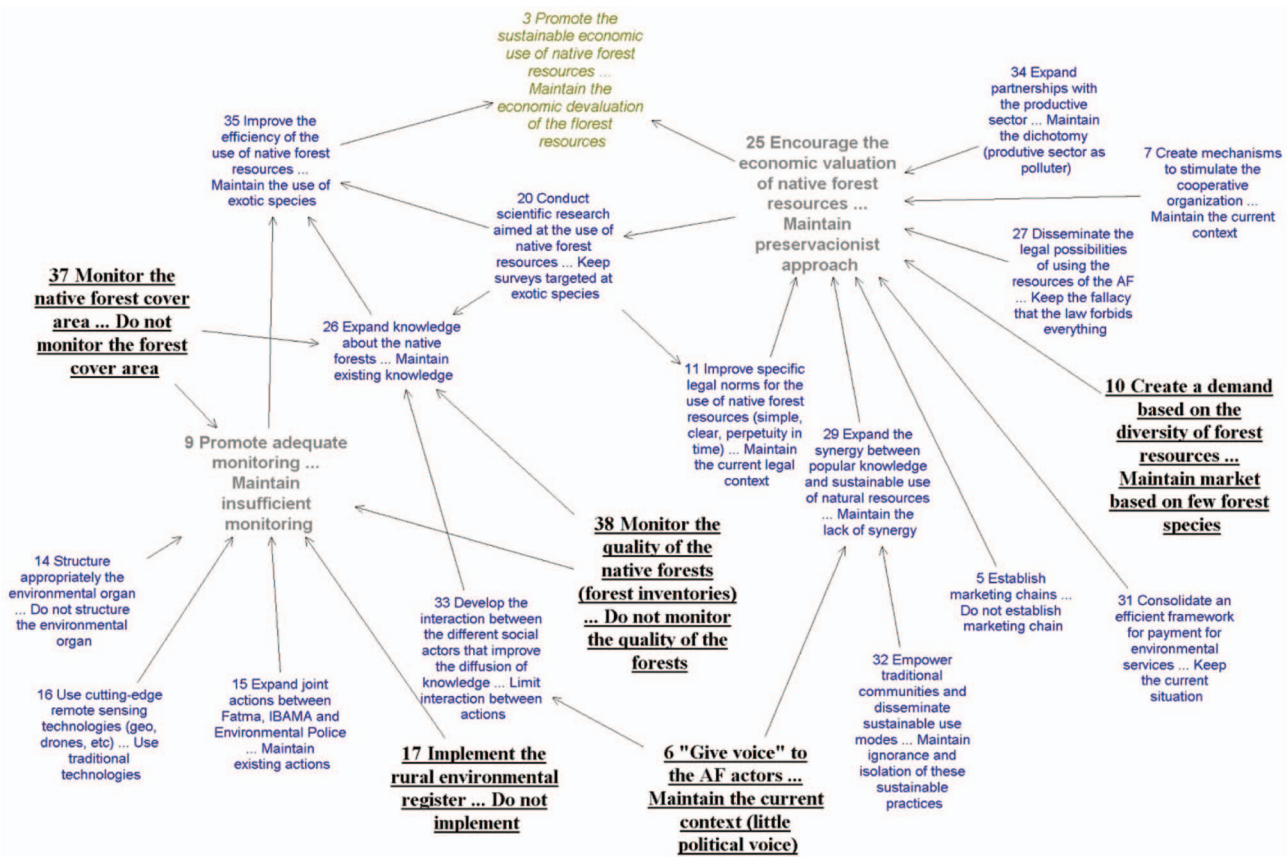 3 Promote the
sustainable economic
use of native forest
resources ...
Maintain the
economic devaluation
of the florest
resources
34 Expand
partnerships with
the productive
sector ... Maintain
the dichotomy
(produtive sector as
polluter)
35 Improve the
efficiency of the
use of native forest
resources ...
Maintain the use of
exotic species
25 Encourage the
economic valuation
of native forest
resources ...
Maintain
preservacionist
approach
7 Create mechanisms
to stimulate the
cooperative
organization ...
Maintain the current
context
20 Conduct
scientific research
aimed at the use of
native forest
resources ... Keep
surveys targeted at
exotic species
27 Disseminate the
legal possibilities
of using the
resources of the AF
... Keep the fallacy
that the law forbids
everything
37 Monitor the
native forest cover
area ... Do not
monitor the forest
cover area
26 Expand knowledge
about the native
forests ... Maintain
existing knowledge
11 Improve specific
legal norms for the
use of native forest
resources (simple,
clear, perpetuity in
time) ... Maintain
the current legal
context
10 Create a demand
based on the
diversity of forest
resources ...
Maintain market
based on few forest
species
9 Promote adequate
monitoring ...
Maintain
insufficient
monitoring
29 Expand the
synergy between
popular knowledge
and sustainable use
of natural resources
... Maintain the
lack of synergy
38 Monitor the
quality of the
native forests
(forest inventories)
... Do not monitor
the quality of the
forests
14 Structure
appropriately the
environmental organ
... Do not structure
the environmental
organ
33 Develop the
interaction between
the different social
actors that improve
the diffusion of
knowledge ... Limit
interaction between
actions
5 Establish
marketing chains ...
Do not establish
marketing chain
31 Consolidate an
efficient framework
for payment for
environmental
services ... Keep
the current
situation
16 Use cutting-edge
remote sensing
technologies (geo,
drones, etc) ... Use
traditional
technologies
15 Expand joint
actions between
Fatma, IBAMA and
Environmental Police
... Maintain
existing actions
32 Empower
traditional
communities and
disseminate
sustainable use
modes ... Maintain
ignorance and
isolation of these
sustainable
practices
17 Implement the
rural environmental
register ... Do not
implement
6 "Give voice" to
the AF actors ...
Maintain the current
context (little
political voice)